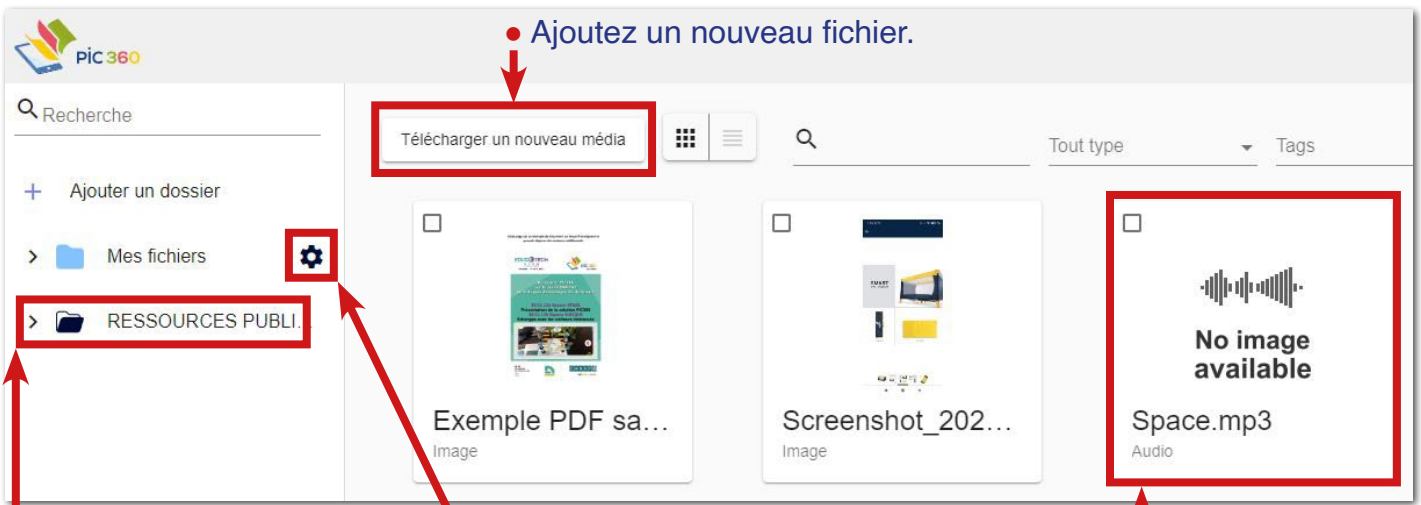 PIC 360
• Ajoutez un nouveau fichier.
Recherche
Télécharger un nouveau média
Tout type
Tags
+ Ajouter un dossier
Mes fichiers
RESSOURCES PUBLI...
SMART
No image
available
Exemple PDF sa...
Image
Screenshot_202...
Image
Space.mp3
Audio